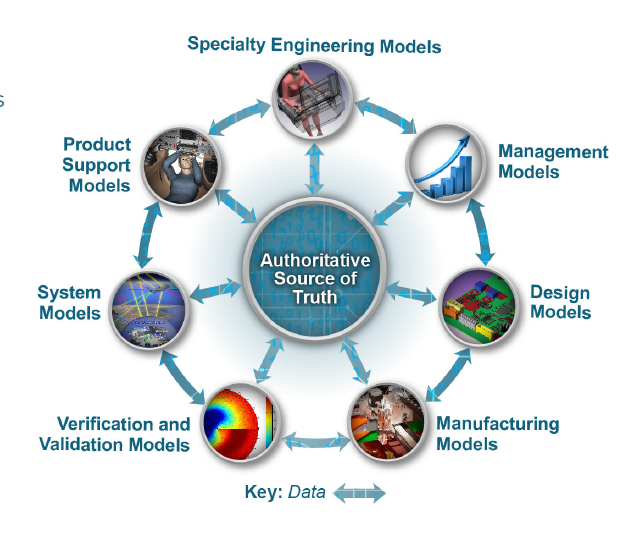 Specialty Engineering Models
s
Product
Support
Models
Management
Models
Authoritative
Source of
Truth
System
Models
Design
Models
Verification and
Validation Models
Manufacturing
Models
Key: Data